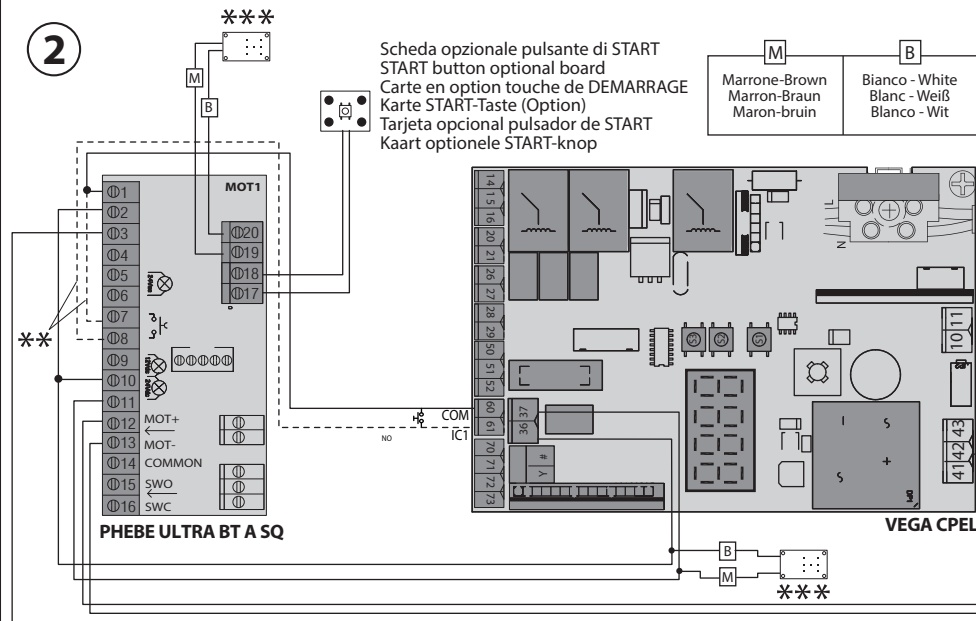 2
***
Scheda opzionale pulsante di START
START button optional board
Carte en option touche de DEMARRAGE
Karte START-Taste (Option)
Tarjeta opcional pulsador de START
Kaart optionele START-knop
M
Marrone-Brown
Marron-Braun
Maron-bruin
B
Bianco - White
Blanc - Weiß
Blanco - Wit
M
B
MOT1
1
2
3
4
5
6
7
8
9
10
11
12
13
14
15
16
24Vac
MOT+
MOT-
COMMON
SWO
SWC
20
19
18
17
**
PHEBE ULTRA BT A SQ
NO
COM
IC1
14
15
16
20
21
26
27
28
29
50
51
52
60
61
70
71
72
73
37
36
Y #
S3
S2
S1
L
N
11
10
43
42
41
DP1
VEGA CPEL
B
M
***